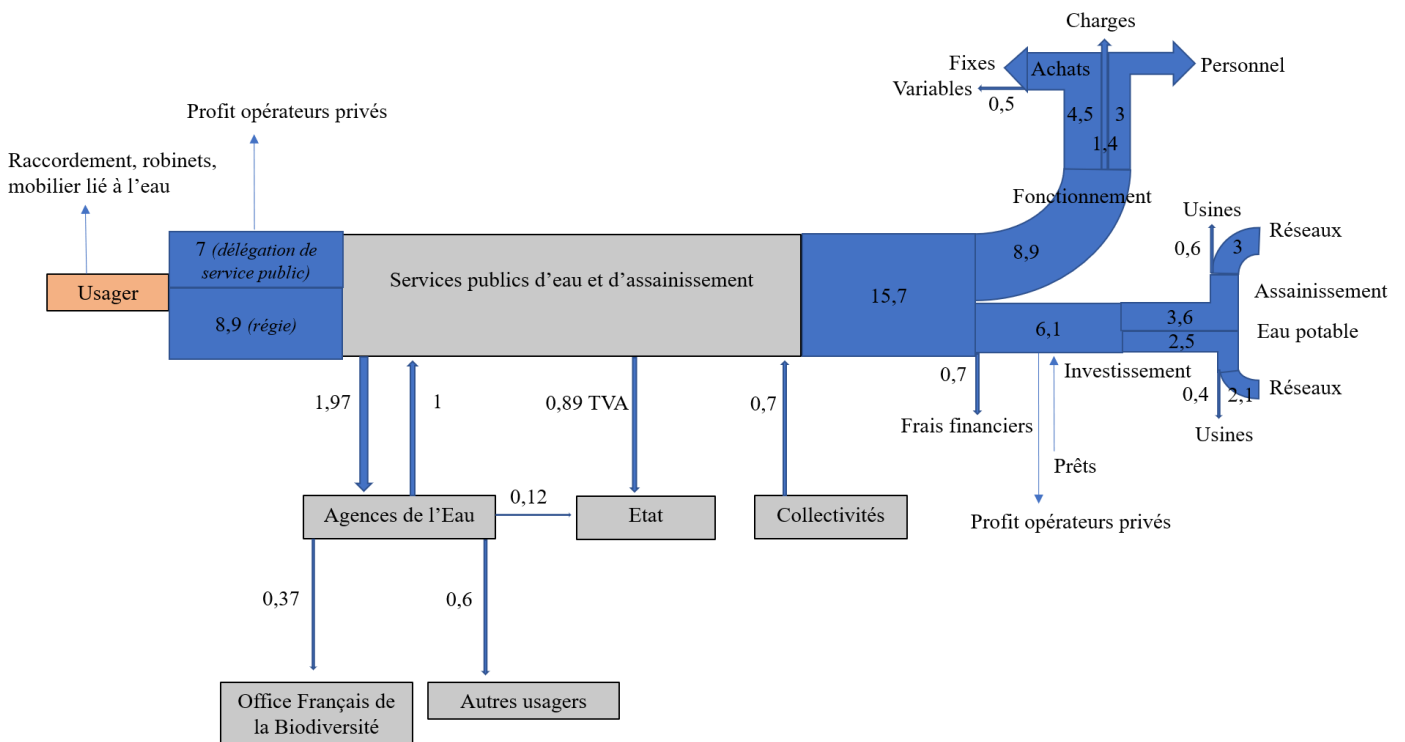 Charges
Fixes
Achats
Personnel
Variables
0,5
4,5
3
1,4
Profit opérateurs privés
Raccordement, robinets,
mobilier lié à l’eau
Fonctionnement
Usines
Réseaux
0,6
3
7 (délégation de
service public)
8,9
Services publics d’eau et d’assainissement
Usager
15,7
Assainissement
8,9 (régie)
3,6
6,1
Eau potable
2,5
Investissement
0,7
Réseaux
0,4
2,1
1,97
1
0,89 TVA
0,7
Frais financiers
Usines
Prêts
0,12
Agences de l’Eau
Etat
Collectivités
Profit opérateurs privés
0,37
0,6
Office Français de
la Biodiversité
Autres usagers